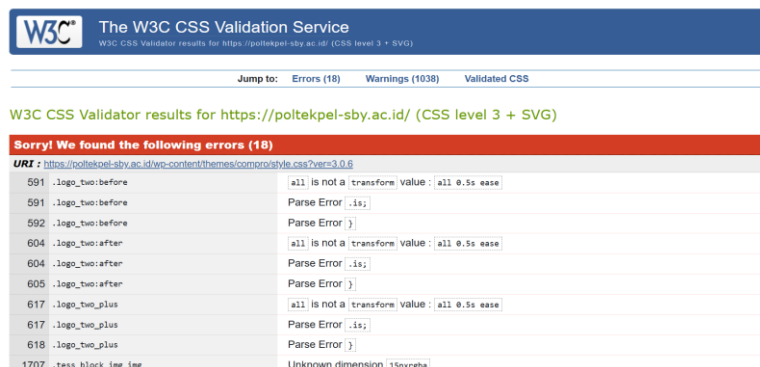 W3C®
The W3C CSS Validation Service
W3C CSS Validator results for https://poltekpel-sby.ac.id/ (CSS level 3 + SVG)
Jump to: Errors (18) Warnings (1038) Validated CSS
W3C CSS Validator results for https://poltekpel-sby.ac.id/ (CSS level 3 + SVG)
Sorry! We found the following errors (18)
URI : https://poltekpel-sby.ac.id/wp-content/themes/compro/style.css?ver=3.0.6
591 .logo_two:before all is not a transform value : all 0.5s ease
591 .logo_two:before Parse Error .is;
592 .logo_two:before Parse Error }
604 .logo_two:after all is not a transform value : all 0.5s ease
604 .logo_two:after Parse Error .is;
605 .logo_two:after Parse Error }
617 .logo_two_plus all is not a transform value : all 0.5s ease
617 .logo_two_plus Parse Error .is;
618 .logo_two_plus Parse Error }
1707 .tess_block_img img Unknown dimension 15pxrgba